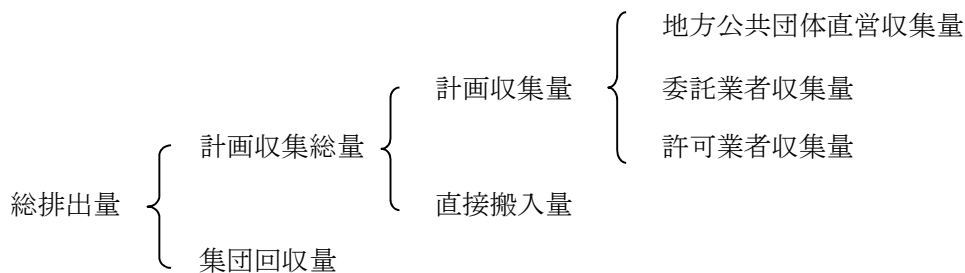 地方公共団体直営収集量
計画収集量
委託業者収集量
計画収集総量
許可業者収集量
総排出量
直接搬入量
集団回収量